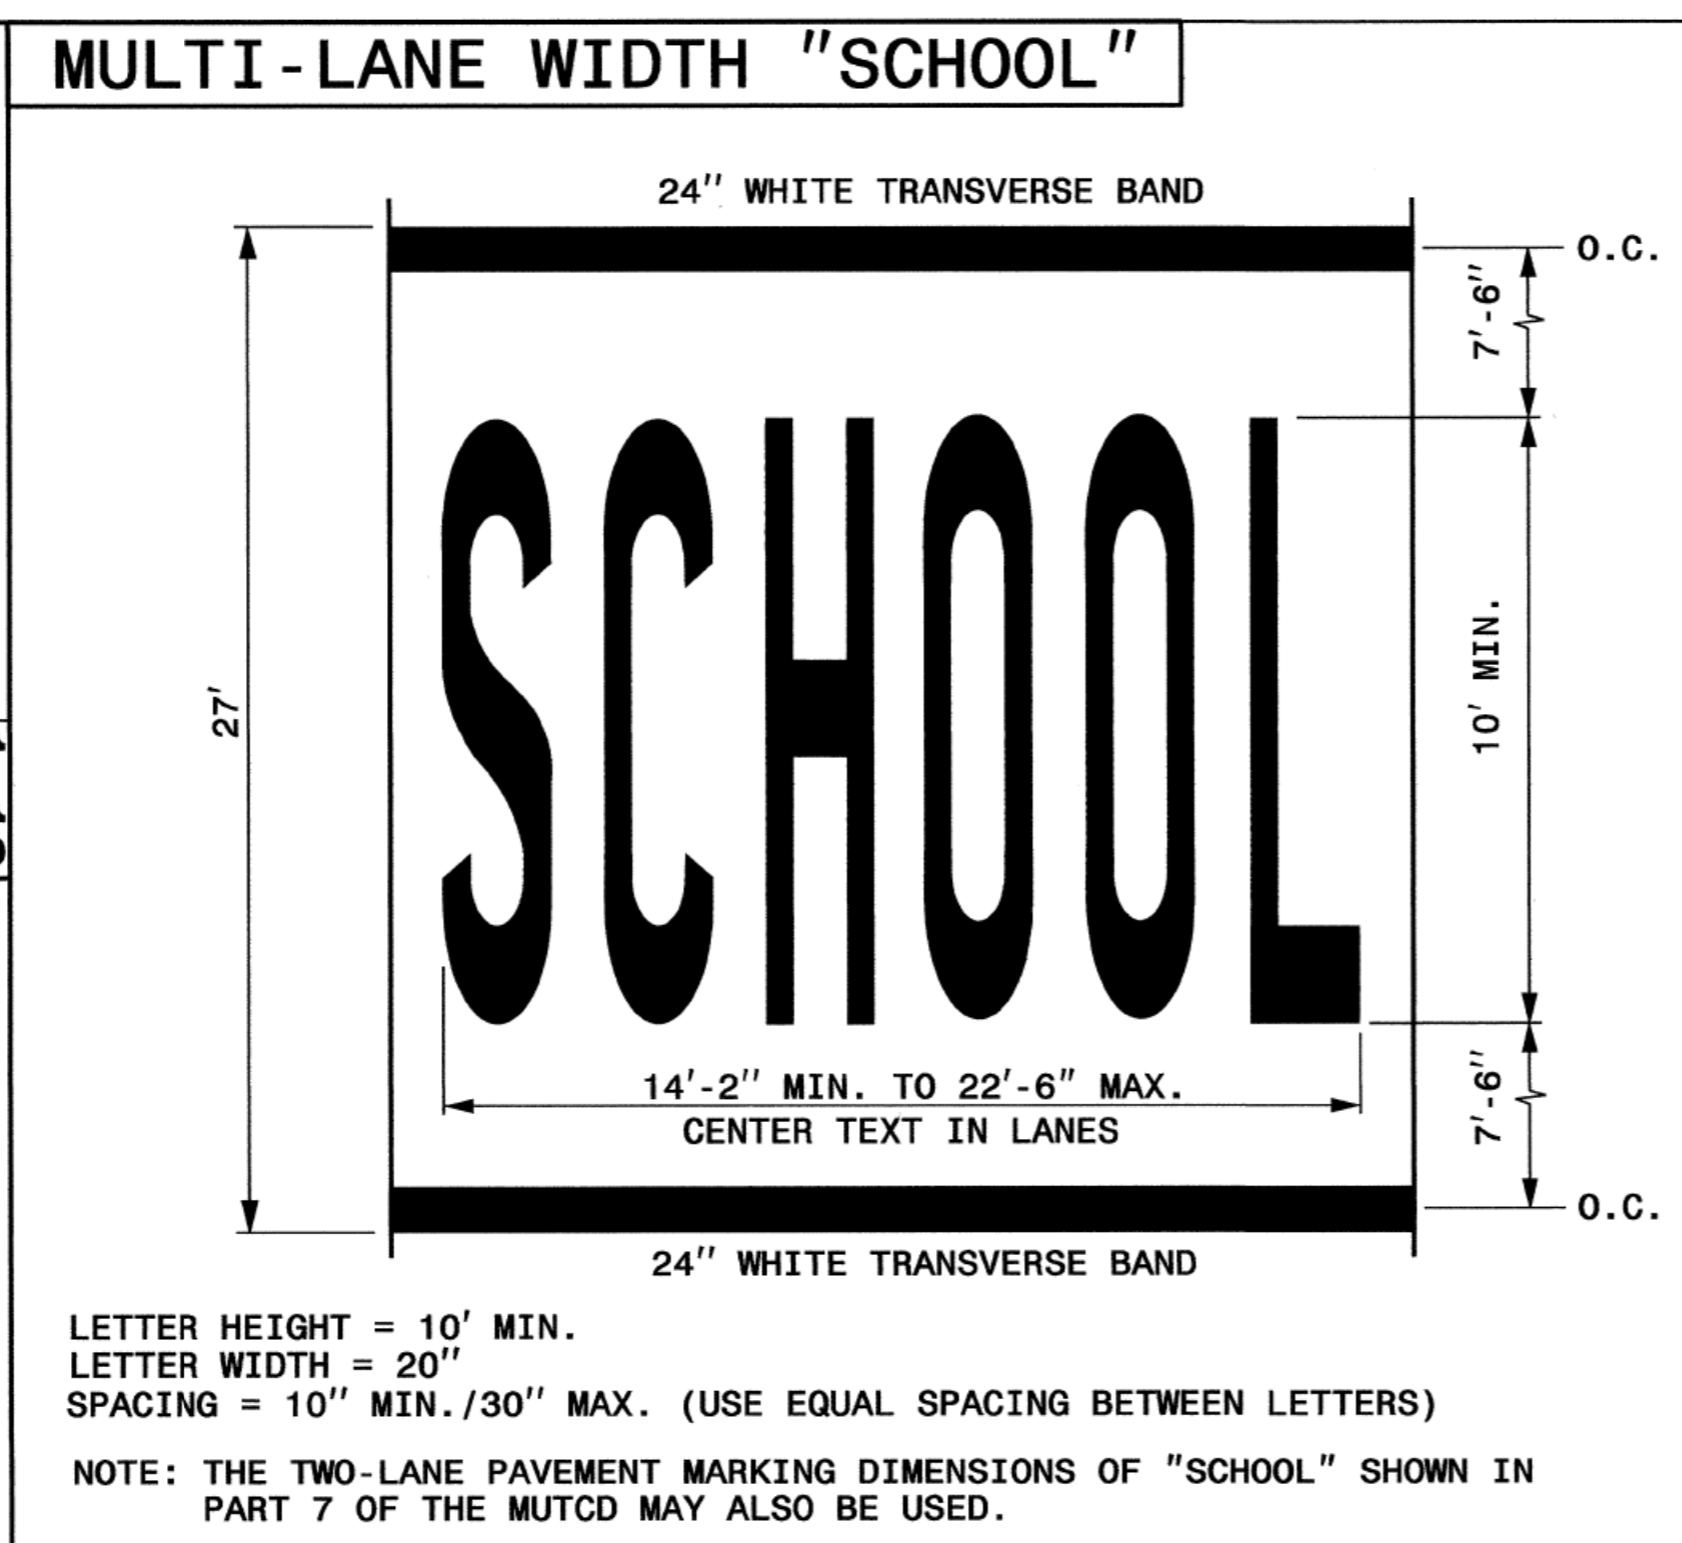 MULTI-LANE WIDTH "SCHOOL"
24" WHITE TRANSVERSE BAND
O.C.
7'-6"
SCHOOL
27'
10' MIN.
14'-2" MIN. TO 22'-6" MAX.
CENTER TEXT IN LANES
7'-6"
O.C.
24" WHITE TRANSVERSE BAND
LETTER HEIGHT = 10' MIN.
LETTER WIDTH = 20"
SPACING = 10" MIN./30" MAX. (USE EQUAL SPACING BETWEEN LETTERS)
NOTE: THE TWO-LANE PAVEMENT MARKING DIMENSIONS OF "SCHOOL" SHOWN IN
PART 7 OF THE MUTCD MAY ALSO BE USED.